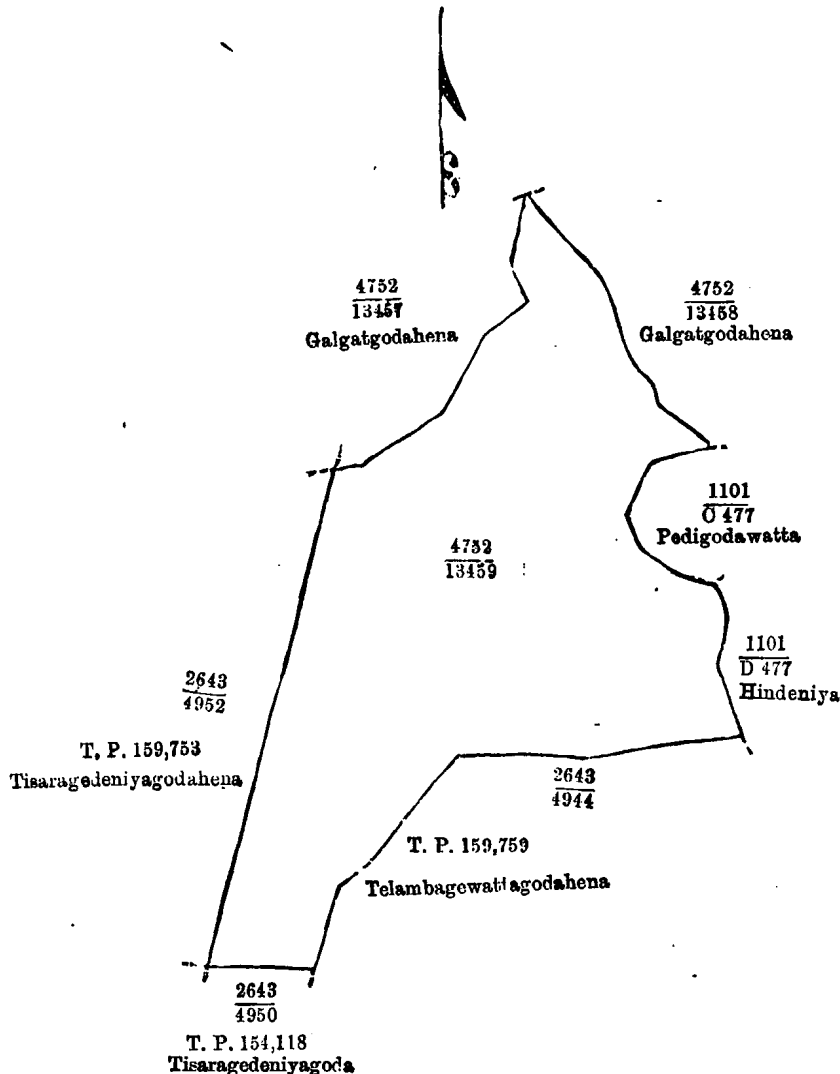 4752
13457
Galgatgodahena
4752
13458
Galgatgodahena
1101
O 477
Pedigodawatta
4752
13459
1101
D 477
Hindeniya
2643
4952
T. P. 159,753
Tisaragedeniyagodahena
2643
4944
T. P. 159,759
Telambagewattagodahena
2643
4950
T. P. 154,118
Tisaragedeniyagoda